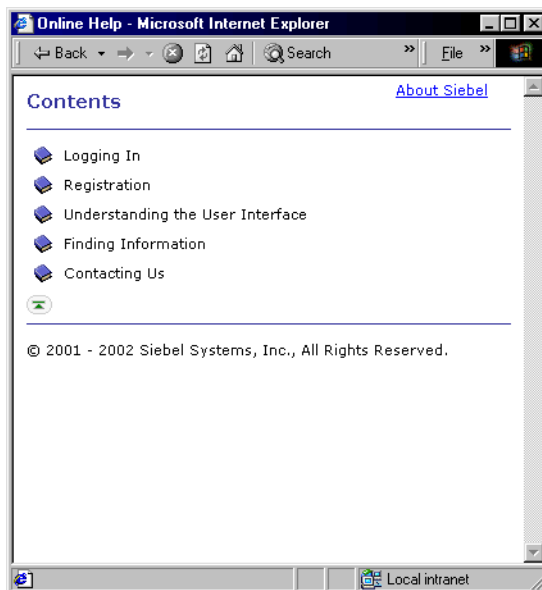 Online Help - Microsoft Internet Explorer
Back Search » File »
About Siebel
Contents
Logging In
Registration
Understanding the User Interface
Finding Information
Contacting Us
© 2001 - 2002 Siebel Systems, Inc., All Rights Reserved.
Local intranet